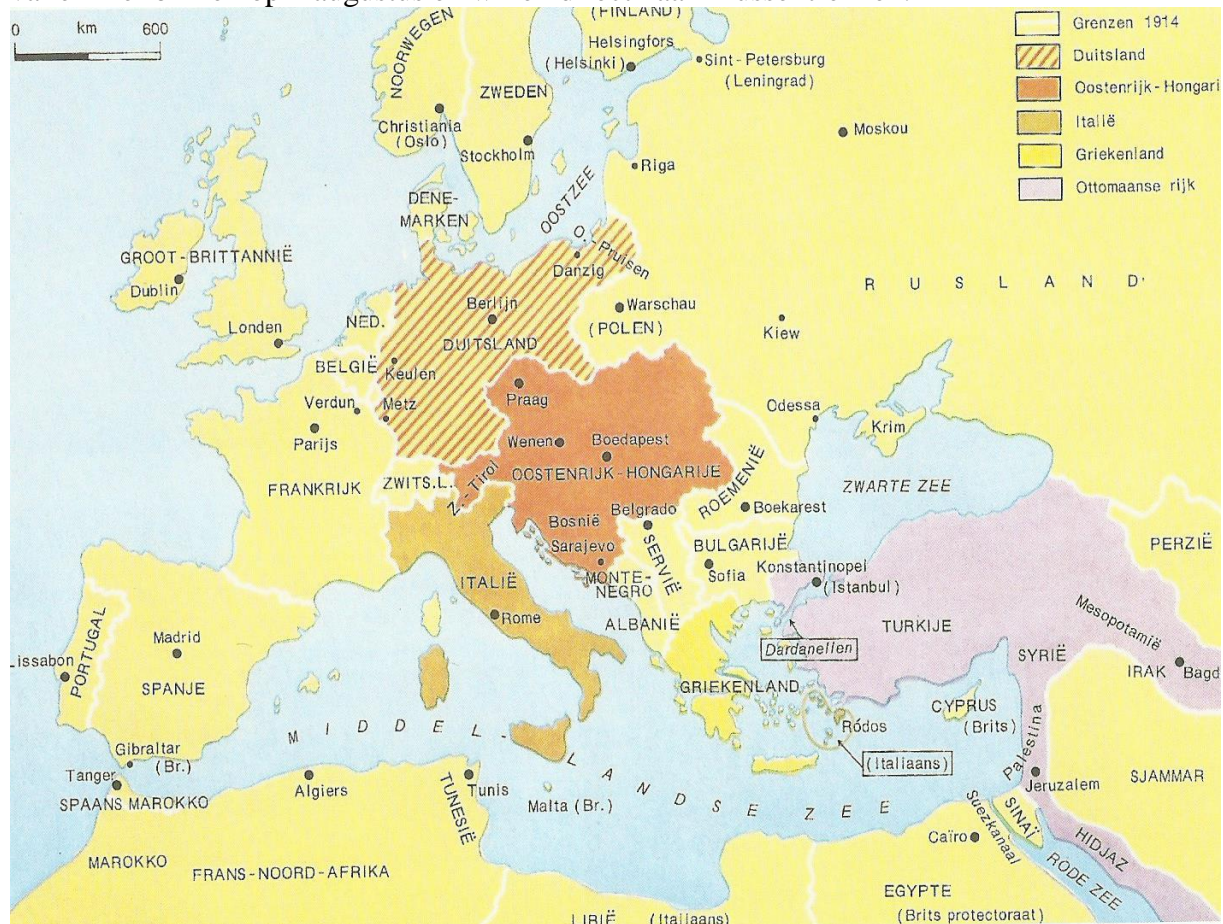 0 km 600
Grenzen 1914
Duitsland
Oostenrijk-Hongari
Italië
Griekenland
Ottomaanse rijk
NOORWEGEN
(FINLAND)
Helsingfors
(Helsinki)
Sint-Petersburg
(Leningrad)
ZWEDEN
Christiania
(Oslo)
Stockholm
Moskou
Riga
OOSTZEE
DENE-
MARKEN
O.-Pruisen
Danzig
GROOT-BRITTANNIË
Dublin
Londen
NED.
Berlijn
DUITSLAND
Warschau
(POLEN)
RUSLAND
Kiew
BELGIË
Keulen
Verdun
Metz
Parijs
Praag
Odessa
Krim
Wenen
Boedapest
OOSTENRIJK-HONGARIJE
FRANKRIJK
ZWITS.L.
Z.-Tirol
ROEMENIË
ZWARTE ZEE
Belgrado
Boekarest
Bosnië
Sarajevo
SERVIË
BULGARIJE
Sofia
MONTE-
NEGRO
Konstantinopel
(Istanbul)
PERZIË
ITALIË
Rome
ALBANIË
Dardanellen
TURKIJE
Mesopotamië
SYRIË
IRAK
Bagd
PORTUGAL
Lissabon
Madrid
SPANJE
GRIEKENLAND
Ródos
(Italiaans)
CYPRUS
(Brits)
Palestina
Jeruzalem
SJAMMAR
MIDDEL-
LANDSE ZEE
Gibraltar
(Br.)
Tanger
SPAANS MAROKKO
Algiers
TUNESIË
Tunis
Malta (Br.)
Caïro
Suezkanaal
SINAÏ
HIDJAZ
RODE ZEE
MAROKKO
FRANS-NOORD-AFRIKA
(Italiaans)
EGYPTE
(Brits protectoraat)